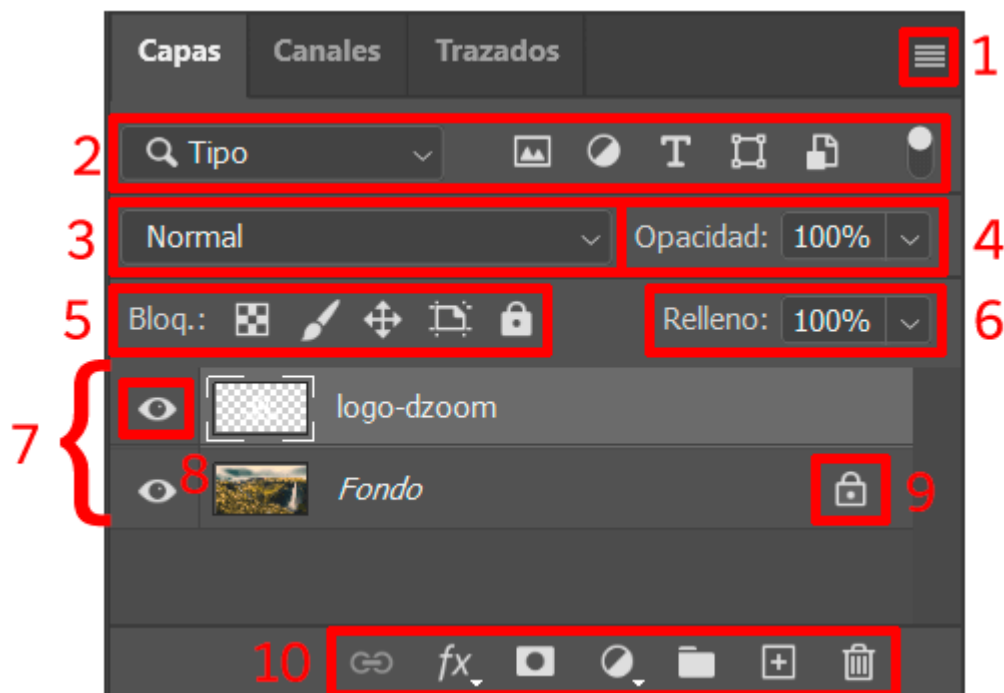 Capas Canales Trazados 1
2 Tipo T
3 Normal Opacidad: 100% 4
5 Bloq.: Relleno: 100% 6
7 logo-dzoom
8 Fondo 9
10 fx